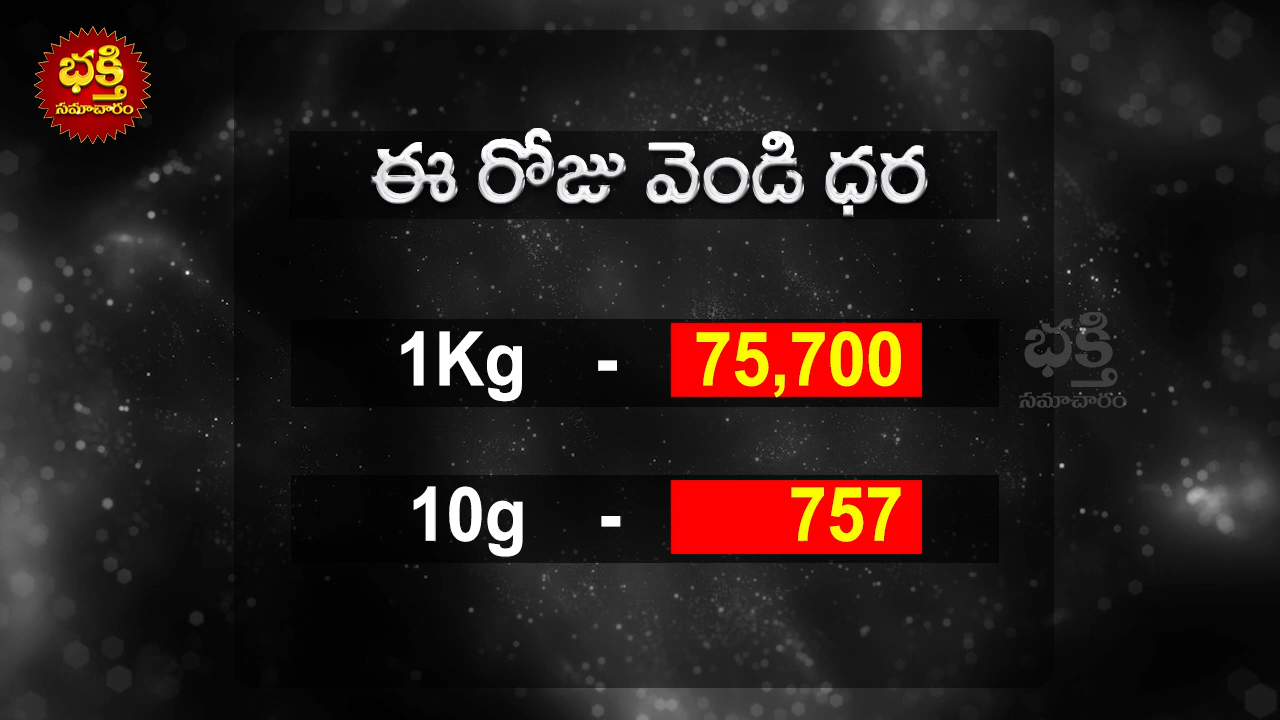 భక్తి
సమాచారం
ఈ రోజు వెండి ధర
1Kg - 75,700
భక్తి
సమాచారం
10g - 757